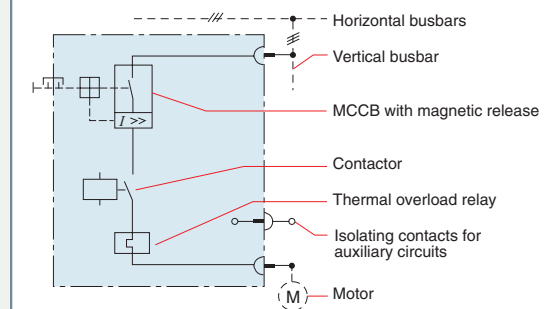 Horizontal busbars
Vertical busbar
MCCB with magnetic release
I >>
Contactor
Thermal overload relay
Isolating contacts for
auxiliary circuits
Motor
M